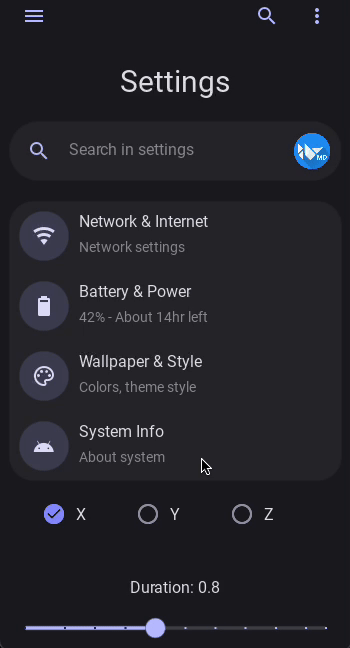 Settings
Search in settings
MD
Network & Internet
Network settings
Battery & Power
42% - About 14hr left
Wallpaper & Style
Colors, theme style
System Info
About system
X Y Z
Duration: 0.8